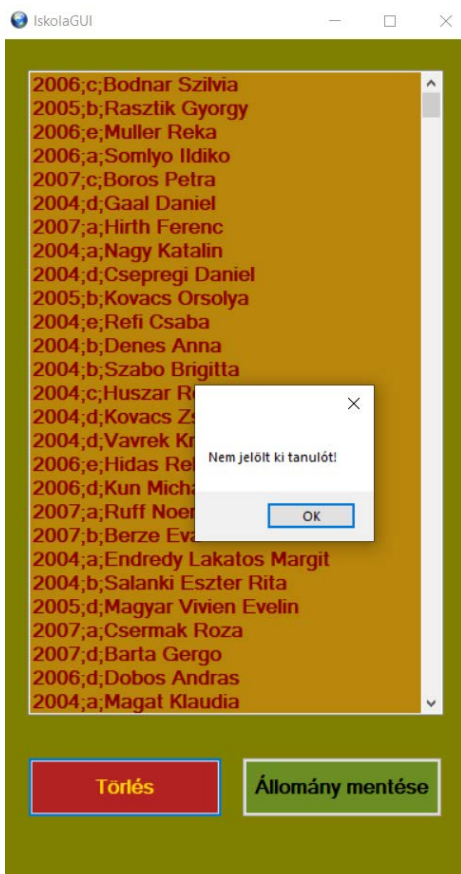 IskolaGUI
2006;c;Bodnar Szilvia
2005;b;Rasztik Gyorgy
2006;e;Muller Reka
2006;a;Somlyo Ildiko
2007;c;Boros Petra
2004;d;Gaal Daniel
2007;a;Hirth Ferenc
2004;a;Nagy Katalin
2004;d;Csepregi Daniel
2005;b;Kovacs Orsolya
2004;e;Refi Csaba
2004;b;Denes Anna
2004;b;Szabo Brigitta
2004;c;Huszar
2004;d;Kovacs
2004;d;Vavrek
2006;e;Hidas
2006;d;Kun
2007;a;Ruff
2007;b;Berze
Nem jelölt ki tanulót!
OK
2004;a;Endredy Lakatos Margit
2004;b;Salanki Eszter Rita
2005;d;Magyar Vivien Evelin
2007;a;Csermak Roza
2007;d;Barta Gergo
2006;d;Dobos Andras
2004;a;Magat Klaudia
Törlés
Állomány mentése